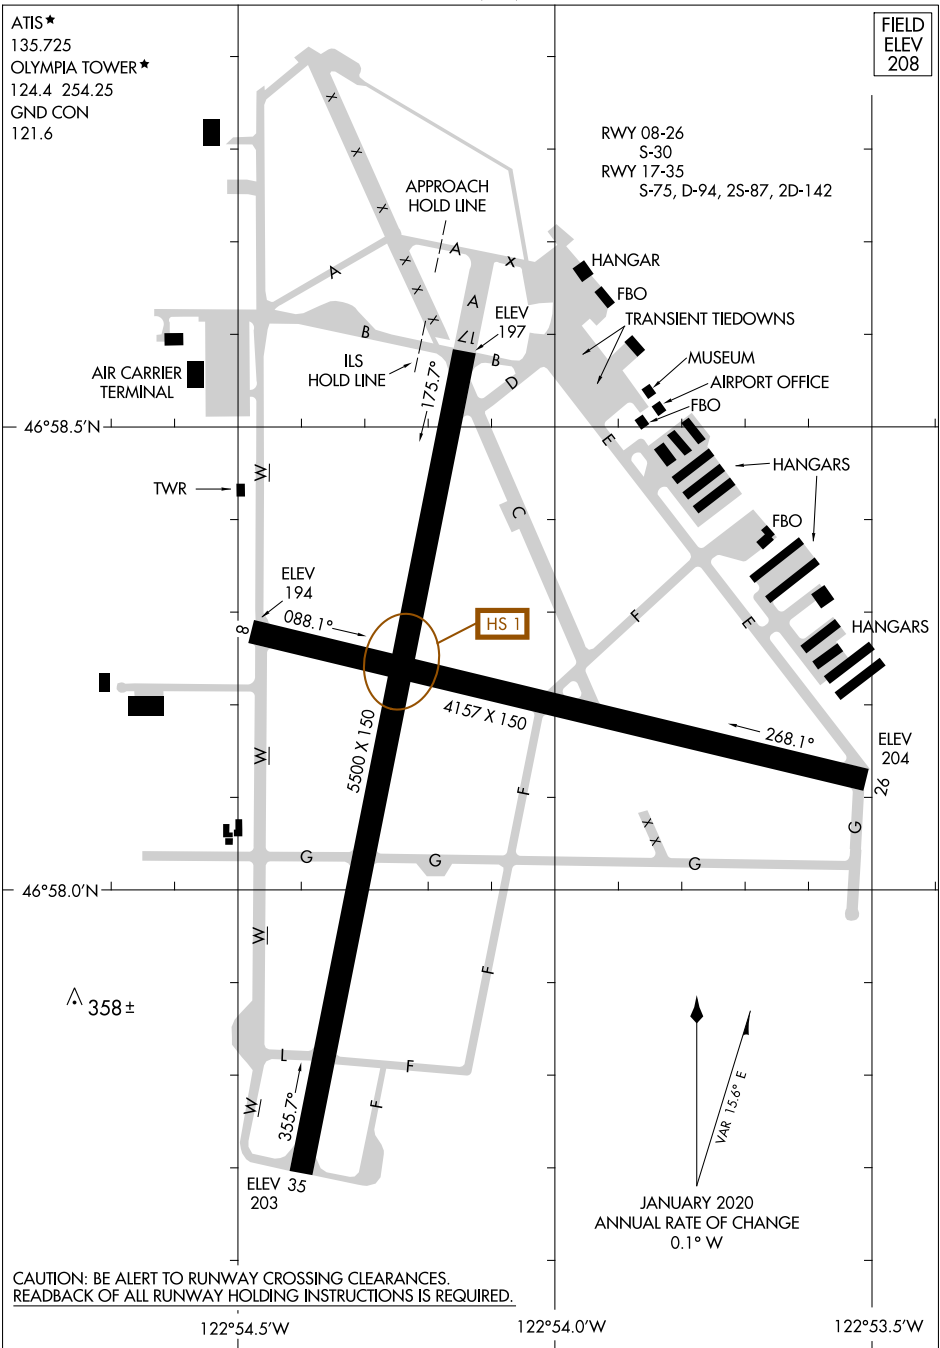 ATIS★
135.725
OLYMPIA TOWER★
124.4 254.25
GND CON
121.6
FIELD
ELEV
208
RWY 08-26
S-30
RWY 17-35
S-75, D-94, 2S-87, 2D-142
X
X
X
X
X
X
APPROACH
HOLD LINE
A
A
X
A
HANGAR
FBO
ELEV
197
TRANSIENT TIEDOWNS
B
17
B
ILS
HOLD LINE
D
MUSEUM
AIRPORT OFFICE
FBO
AIR CARRIER
TERMINAL
175.7°
46°58.5'N
E
W
TWR
HANGARS
C
FBO
ELEV
194
088.1°
8
HS 1
F
E
HANGARS
4157 X 150
5500 X 150
268.1°
ELEV
204
26
W
F
G
X
X
G
G
G
46°58.0'N
W
F
358±
L
F
W
355.7°
F
ELEV
203
35
VAR 15.6° E
JANUARY 2020
ANNUAL RATE OF CHANGE
0.1° W
CAUTION: BE ALERT TO RUNWAY CROSSING CLEARANCES.
READBACK OF ALL RUNWAY HOLDING INSTRUCTIONS IS REQUIRED.
122°54.5'W
122°54.0'W
122°53.5'W